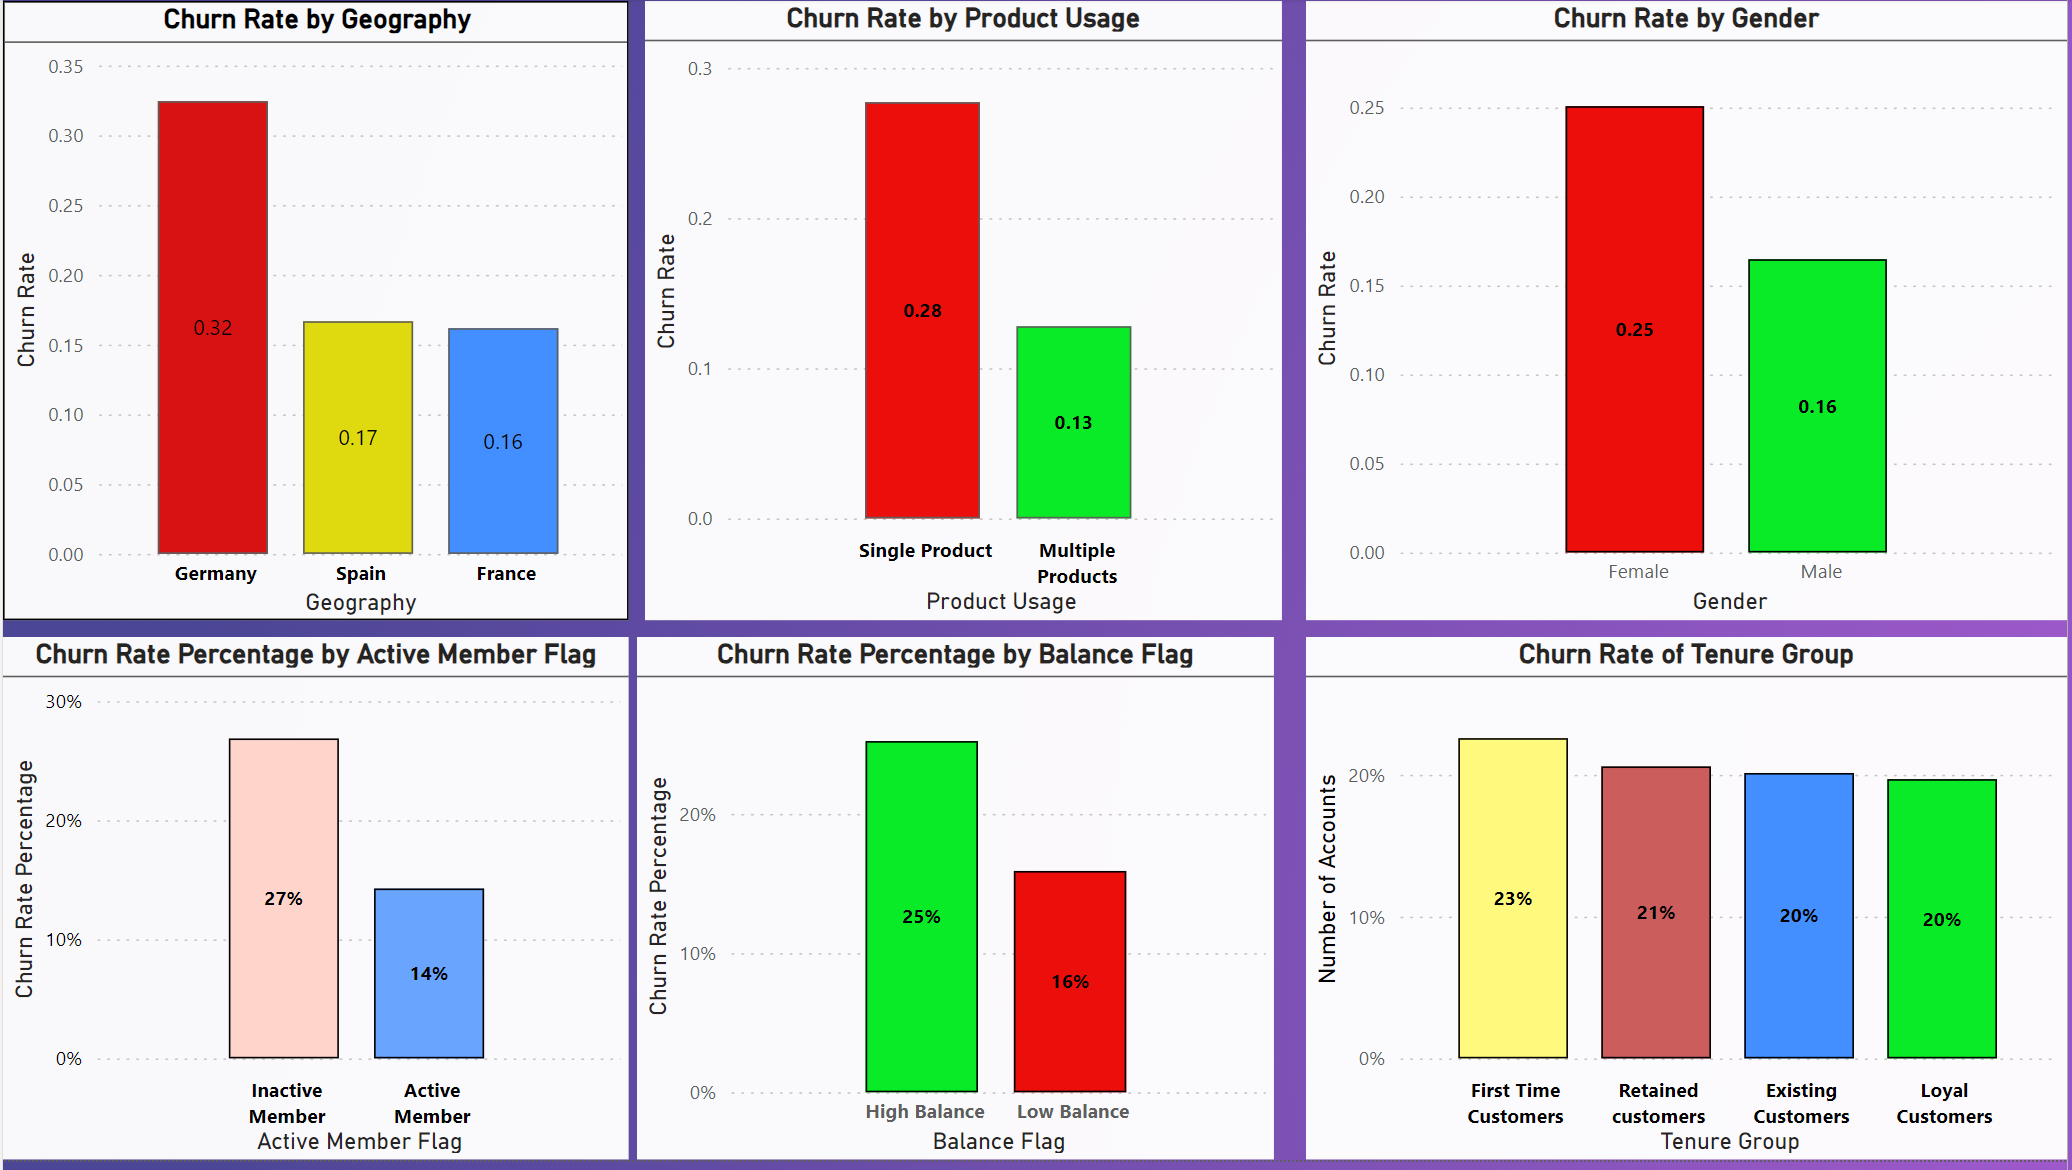 Churn Rate by Geography
0.35
0.30
0.25
0.20
0.15
0.10
0.05
0.00
Churn Rate
0.32
0.17
0.16
Germany
Spain
France
Geography
Churn Rate by Product Usage
0.3
0.2
0.1
0.0
Churn Rate
0.28
0.13
Single Product
Multiple
Products
Product Usage
Churn Rate by Gender
0.25
0.20
0.15
0.10
0.05
0.00
Churn Rate
0.25
0.16
Female
Male
Gender
Churn Rate Percentage by Active Member Flag
30%
20%
10%
0%
Churn Rate Percentage
27%
14%
Inactive
Member
Active
Member
Active Member Flag
Churn Rate Percentage by Balance Flag
20%
10%
0%
Churn Rate Percentage
25%
16%
High Balance
Low Balance
Balance Flag
Churn Rate of Tenure Group
20%
10%
0%
Number of Accounts
23%
21%
20%
20%
First Time
Customers
Retained
customers
Existing
Customers
Loyal
Customers
Tenure Group